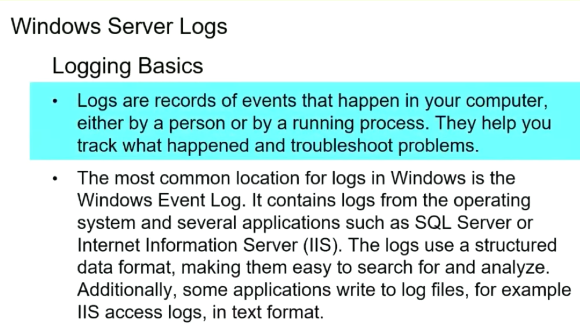 Windows Server Logs
Logging Basics
• Logs are records of events that happen in your computer,
either by a person or by a running process. They help you
track what happened and troubleshoot problems.
• The most common location for logs in Windows is the
Windows Event Log. It contains logs from the operating
system and several applications such as SQL Server or
Internet Information Server (IIS). The logs use a structured
data format, making them easy to search for and analyze.
Additionally, some applications write to log files, for example
IIS access logs, in text format.